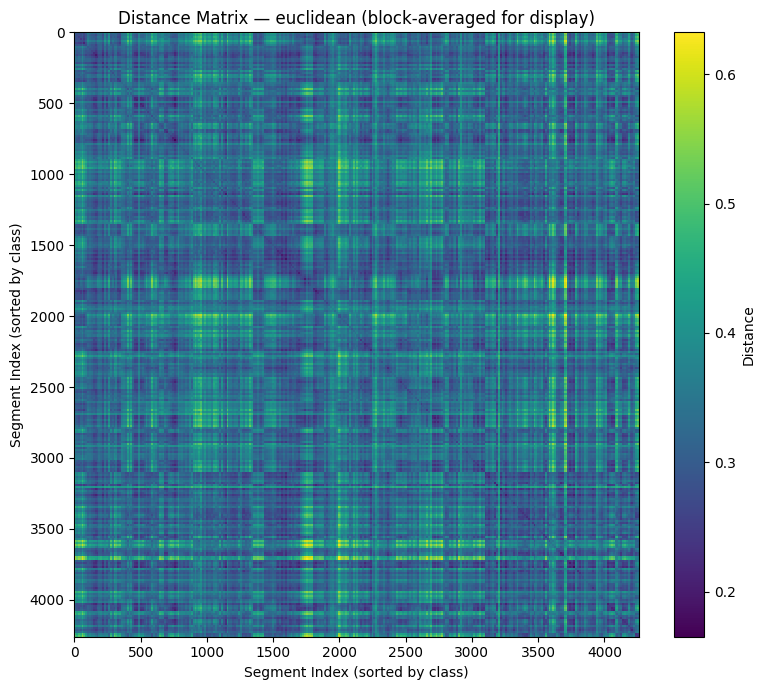 Distance Matrix — euclidean (block-averaged for display)
0
500
1000
1500
2000
2500
3000
3500
4000
Segment Index (sorted by class)
0 500 1000 1500 2000 2500 3000 3500 4000
Segment Index (sorted by class)
0.6
0.5
0.4
0.3
0.2
Distance